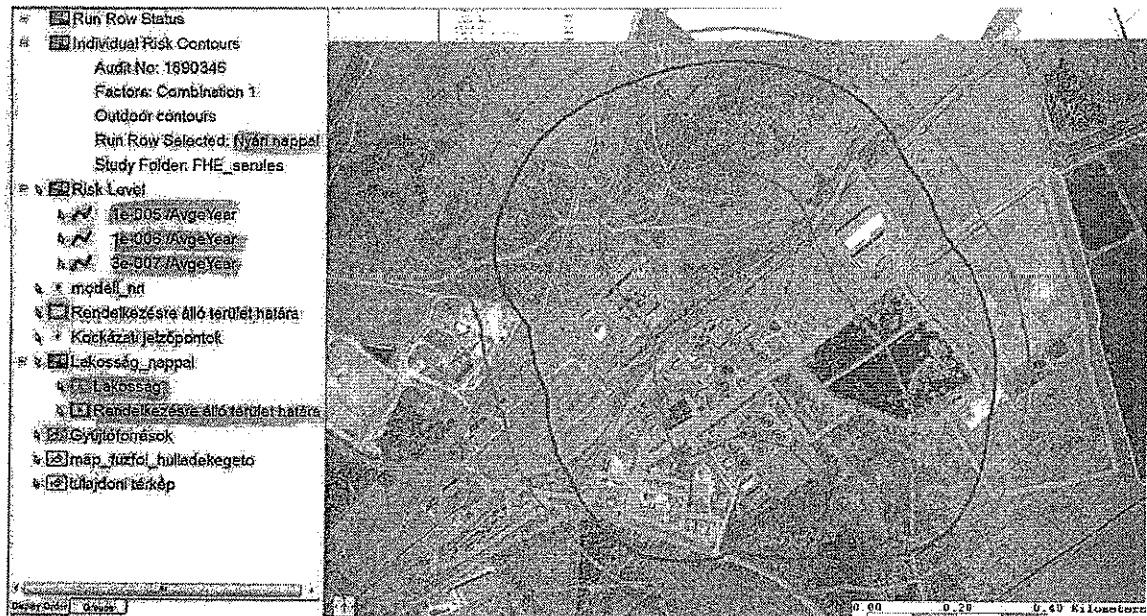 Run Row Status
Individual Risk Contours
Audit No: 1690346
Factors: Combination 1
Outdoor contours
Run Row Selected: Nyári nappal
Study Folder: FHE_serules
Risk Level
1e-005 /AvgeYear
1e-006 /AvgeYear
3e-007 /AvgeYear
modell_nri
Rendelkezésre álló terület határa
Kockázati jelzőpontok
Lakosság_nappal
Lakosság
Rendelkezésre álló terület határa
Gyújtóforrások
map_fuzfoi_hulladekegeto
tulajdoni térkép
0.00 0.20 0.40 Kilometer